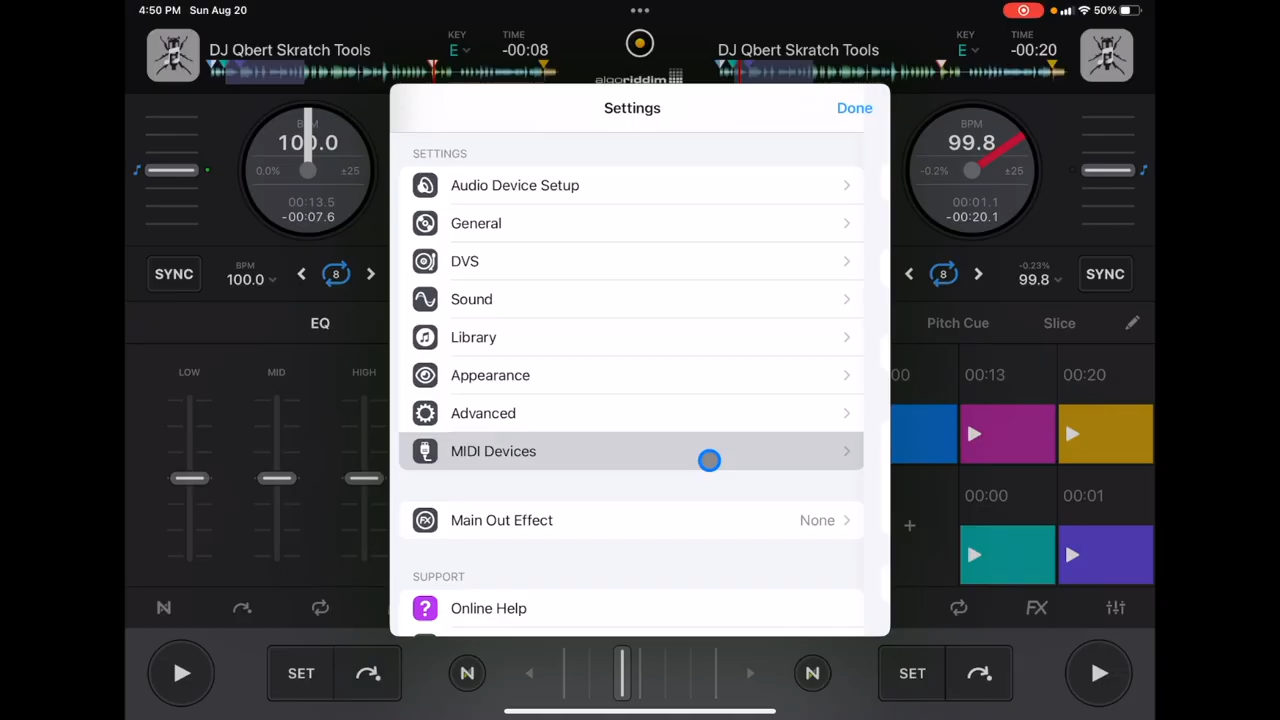 4:50 PM Sun Aug 20
50%
DJ Qbert Skratch Tools
KEY
E
TIME
-00:08
algoriddim
DJ Qbert Skratch Tools
KEY
E
TIME
-00:20
Settings
Done
100.0
0.0%
±25
00:13.5
-00:07.6
BPM
99.8
-0.2%
±25
00:01.1
-00:20.1
SETTINGS
Audio Device Setup
General
DVS
Sound
Library
Appearance
Advanced
MIDI Devices
Main Out Effect
None
SUPPORT
Online Help
SYNC
BPM
100.0
8
8
-0.23%
99.8
SYNC
EQ
LOW
MID
HIGH
Pitch Cue
Slice
00
00:13
00:20
00:00
00:01
FX
SET
SET